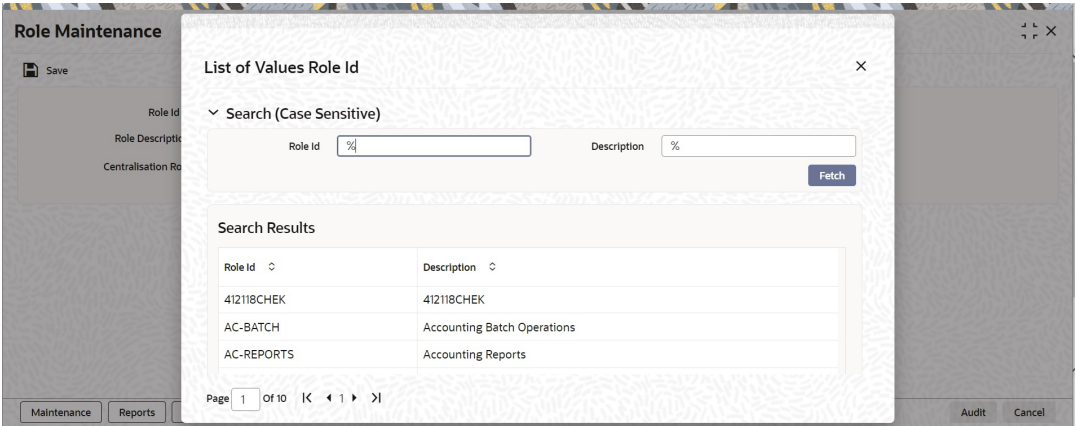 Role Maintenance
Save
Role Id
Role Descriptio
Centralisation Ro
List of Values Role Id
Search (Case Sensitive)
Role Id % Description %
Fetch
Search Results
Role Id Description
412118CHEK 412118CHEK
AC-BATCH Accounting Batch Operations
AC-REPORTS Accounting Reports
Page 1 Of 10 1
Maintenance Reports Audit Cancel